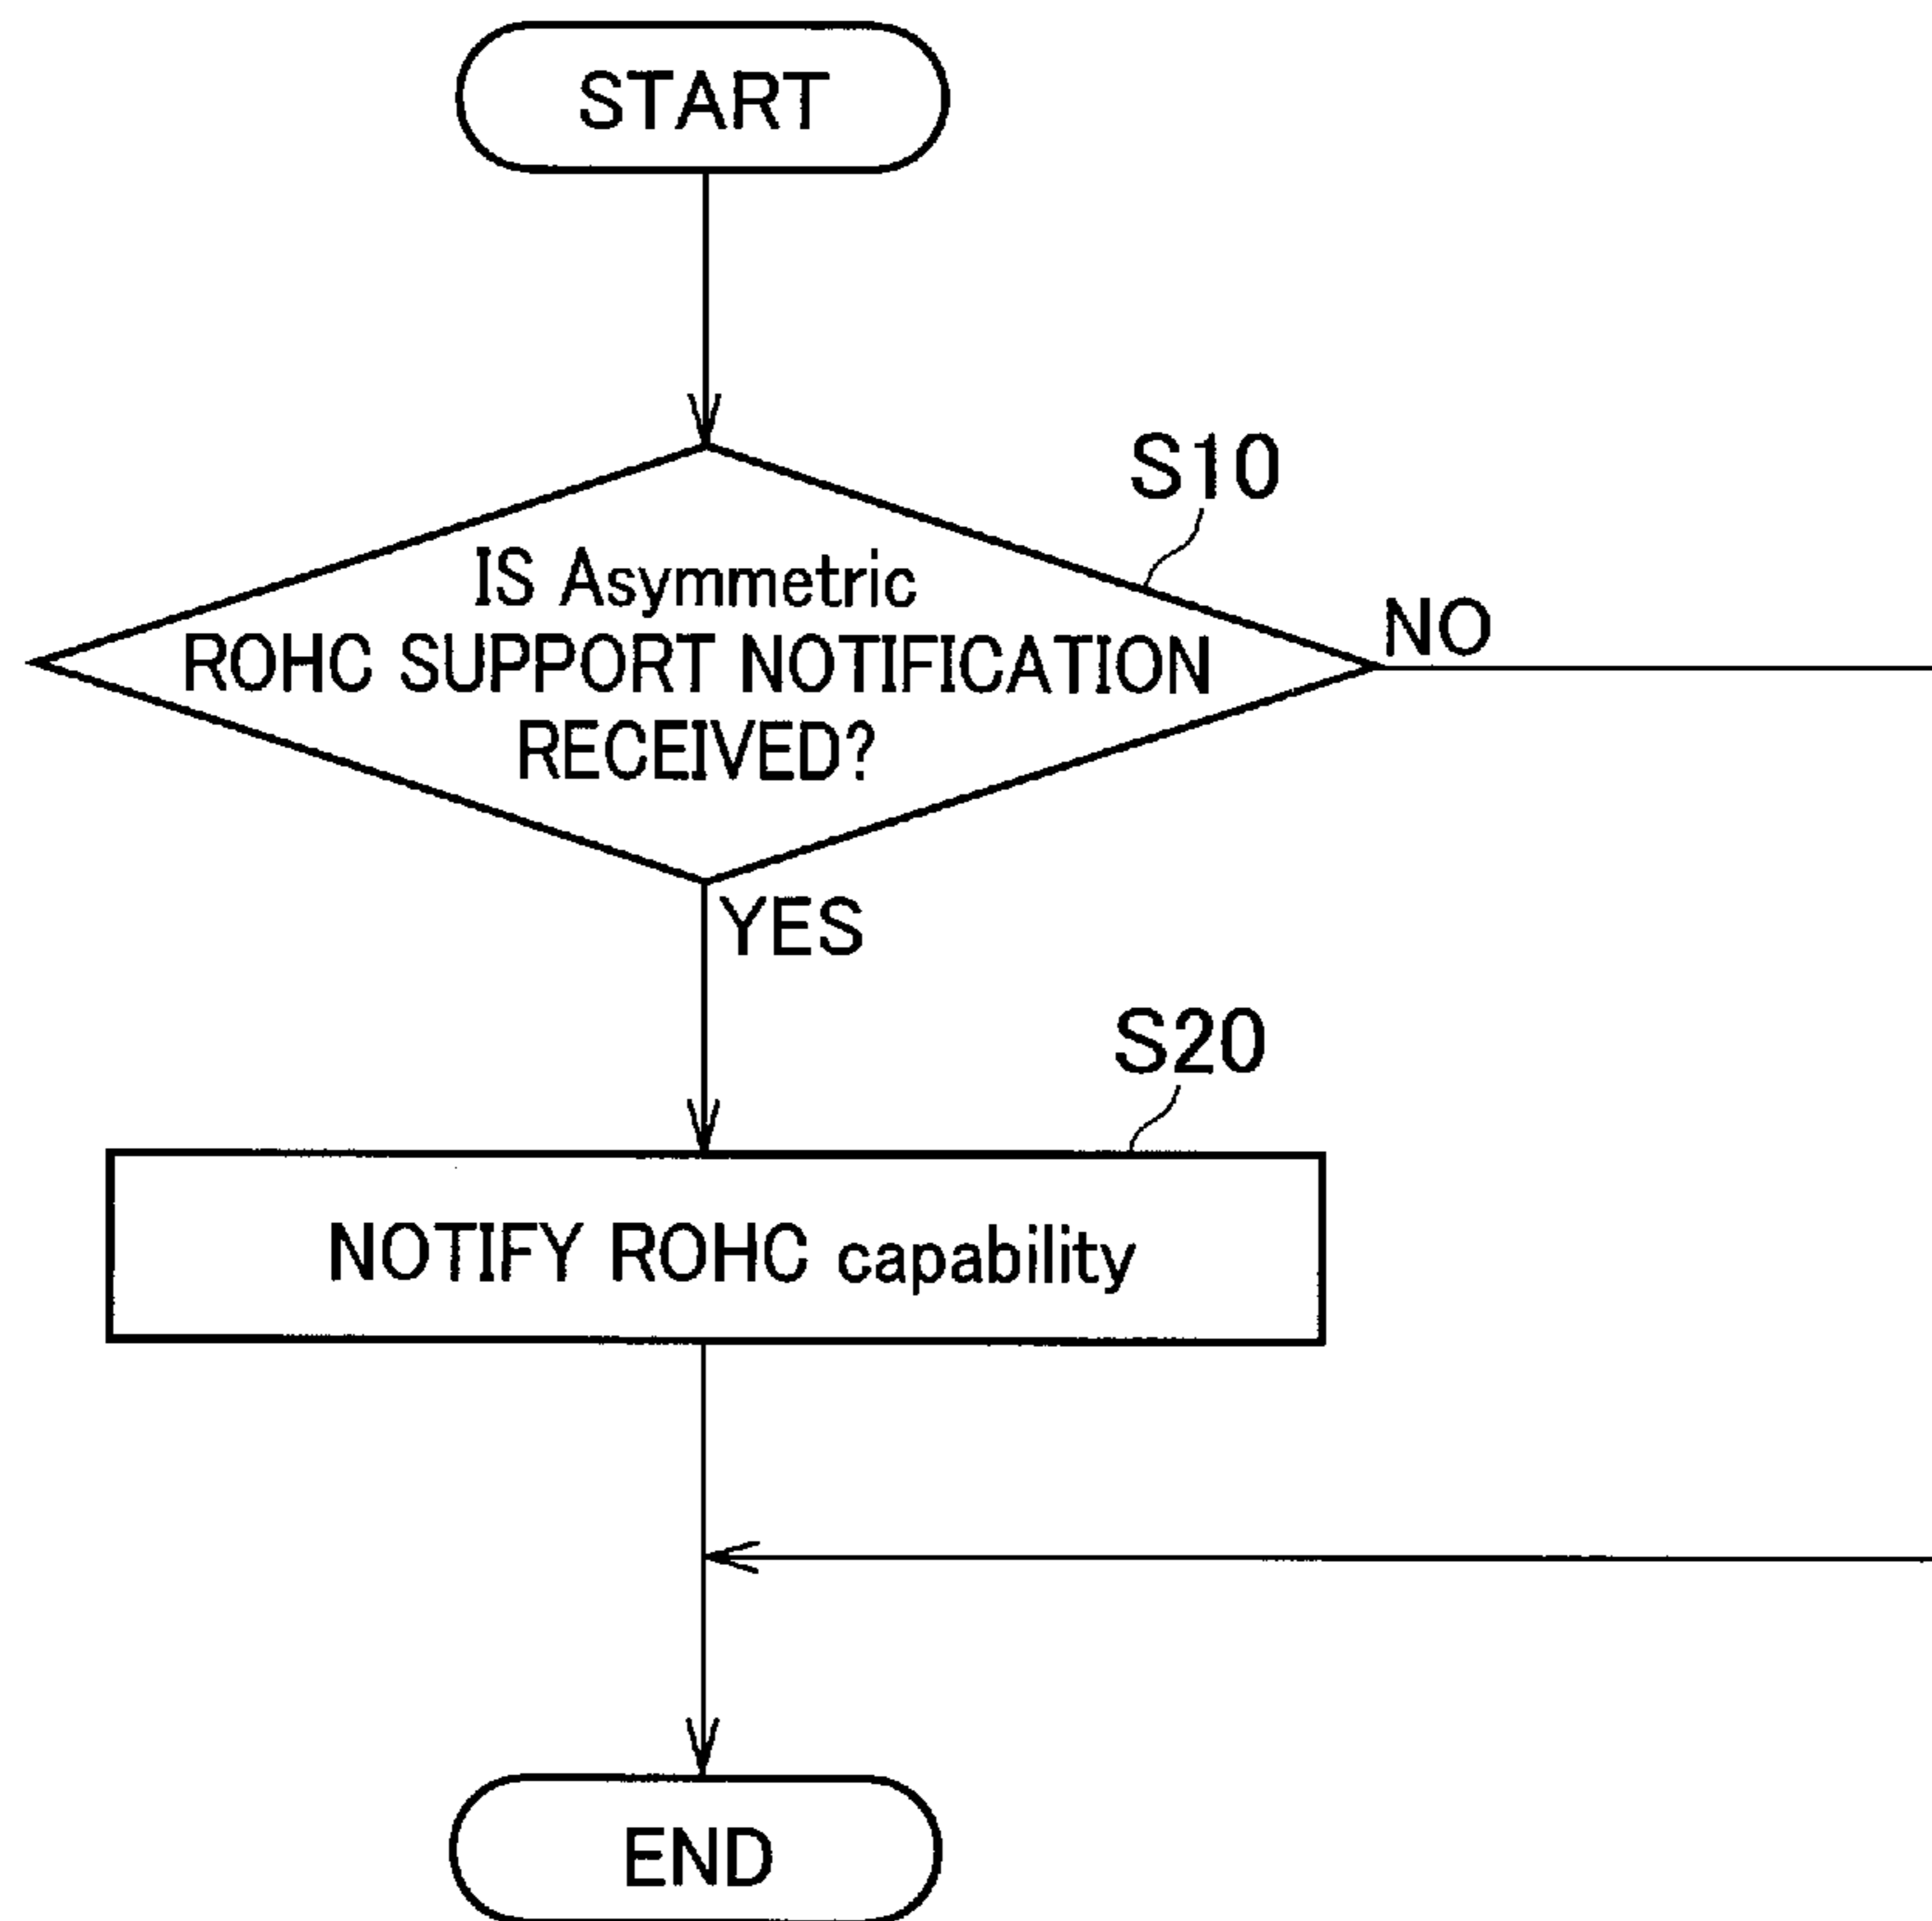 START
S10
IS Asymmetric
ROHC SUPPORT NOTIFICATION
RECEIVED?
NO
YES
S20
NOTIFY ROHC capability
END